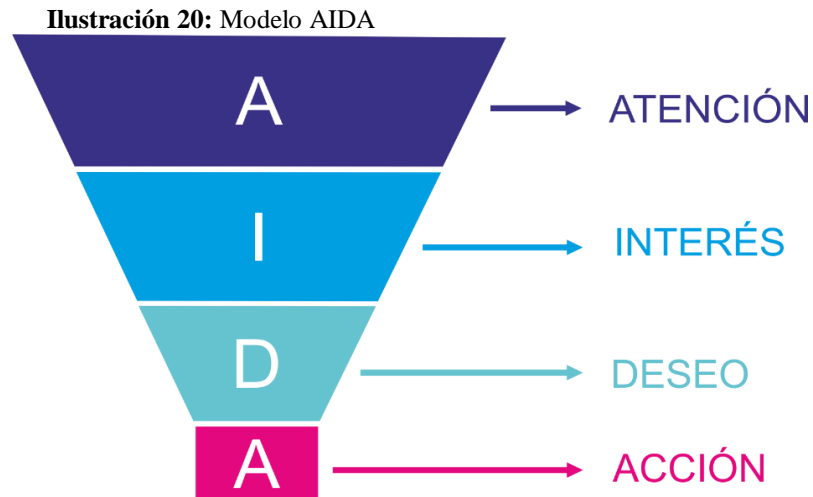 Ilustración 20: Modelo AIDA
A
ATENCIÓN
I
INTERÉS
D
DESEO
A
ACCIÓN